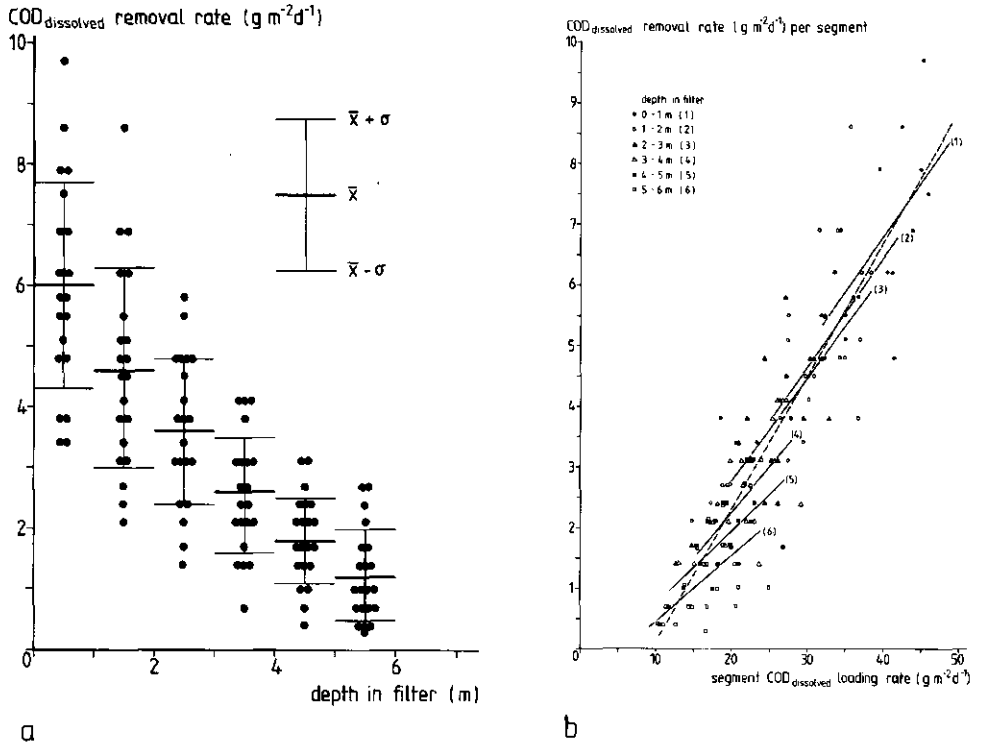 COD dissolved removal rate (g m⁻²d⁻¹)
10
8
6
4
2
0
x̄ + σ
x̄
x̄ - σ
0 2 4 6
depth in filter (m)
a
COD dissolved removal rate (g m⁻²d⁻¹) per segment
10
9
8
7
6
5
4
3
2
1
0
depth in filter
0 - 1 m (1)
1 - 2 m (2)
2 - 3 m (3)
3 - 4 m (4)
4 - 5 m (5)
5 - 6 m (6)
(1)
(2)
(3)
(4)
(5)
(6)
10 20 30 40 50
segment COD dissolved loading rate (g m⁻²d⁻¹)
b